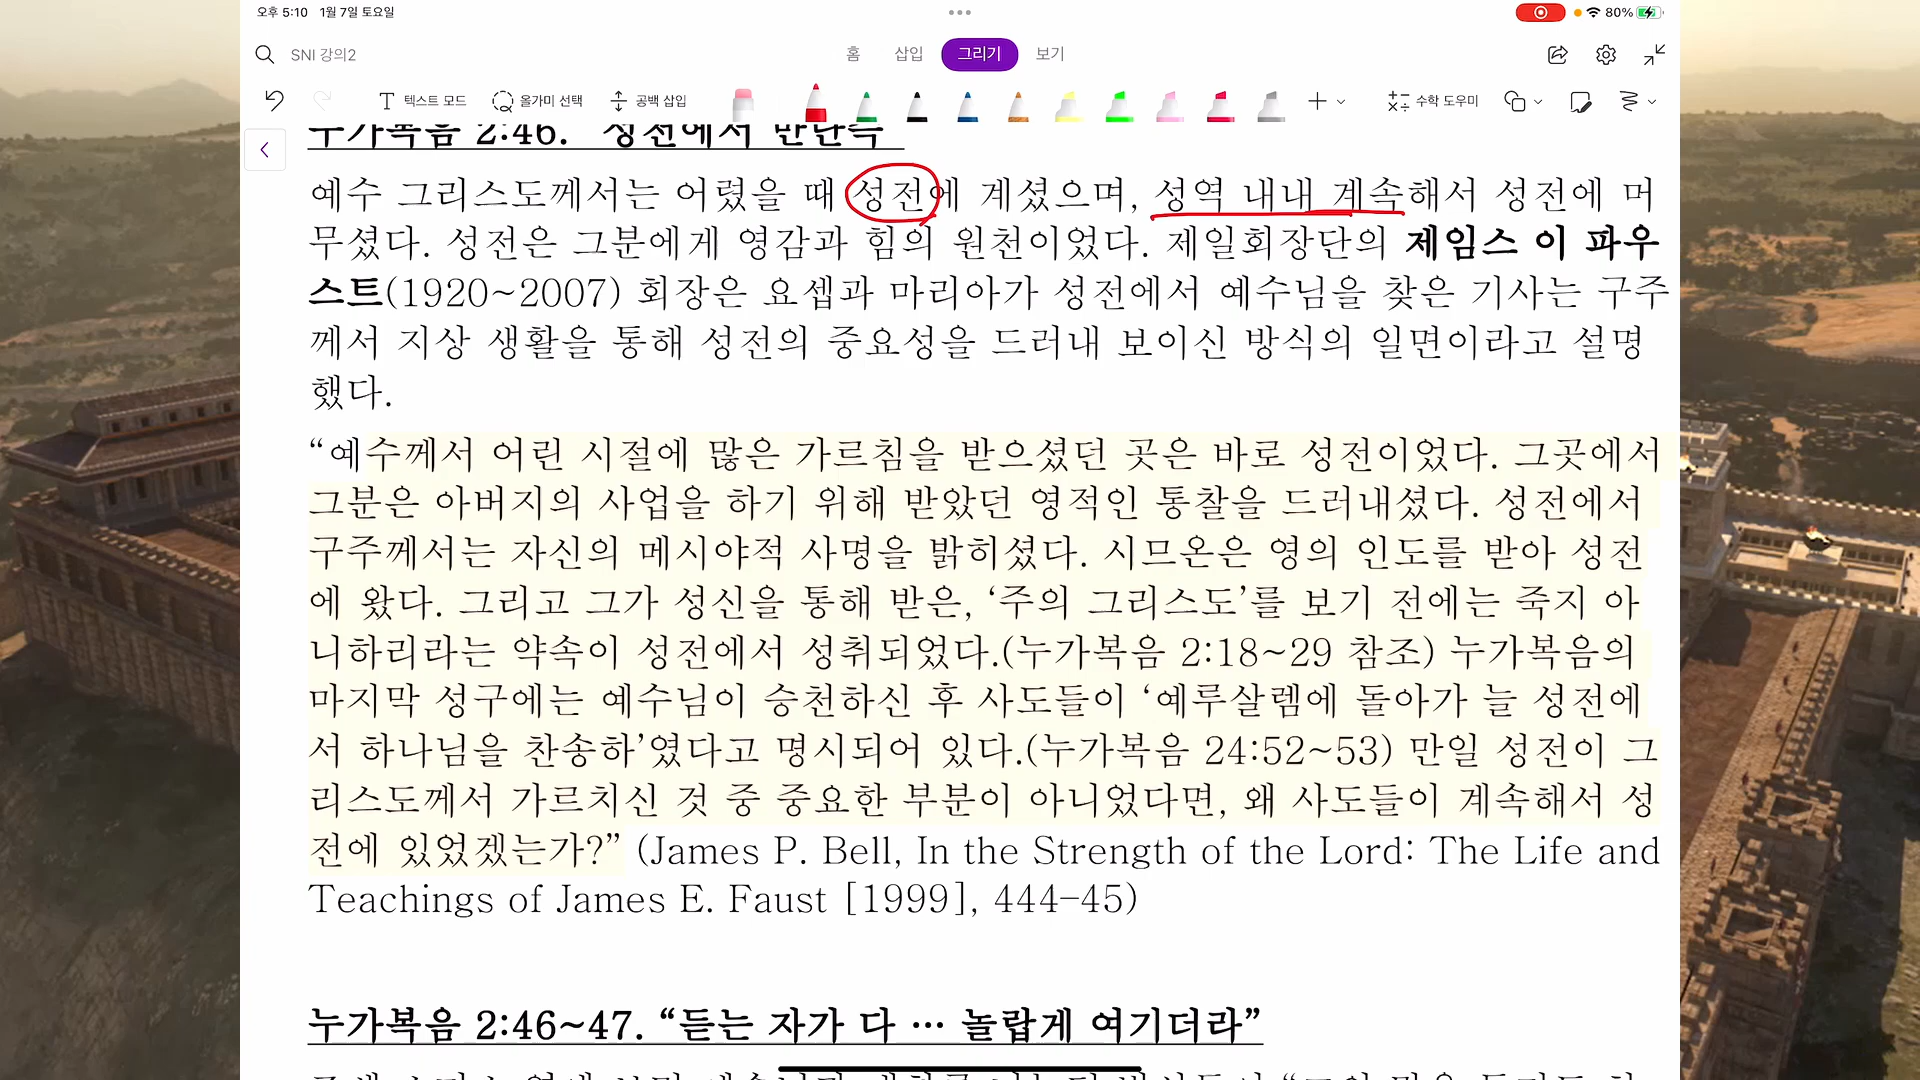 오후 5:10 1월 7일 토요일
80%
SNI 강의2
홈 삽입 그리기 보기
텍스트 모드 올가미 선택 공백 삽입 수학 도우미
누가복음 2:46. 성전에서 만난즉
예수 그리스도께서는 어렸을 때 성전에 계셨으며, 성역 내내 계속해서 성전에 머
무셨다. 성전은 그분에게 영감과 힘의 원천이었다. 제일회장단의 제임스 이 파우
스트(1920~2007) 회장은 요셉과 마리아가 성전에서 예수님을 찾은 기사는 구주
께서 지상 생활을 통해 성전의 중요성을 드러내 보이신 방식의 일면이라고 설명
했다.
“예수께서 어린 시절에 많은 가르침을 받으셨던 곳은 바로 성전이었다. 그곳에서
그분은 아버지의 사업을 하기 위해 받았던 영적인 통찰을 드러내셨다. 성전에서
구주께서는 자신의 메시야적 사명을 밝히셨다. 시므온은 영의 인도를 받아 성전
에 왔다. 그리고 그가 성신을 통해 받은, ‘주의 그리스도’를 보기 전에는 죽지 아
니하리라는 약속이 성전에서 성취되었다.(누가복음 2:18~29 참조) 누가복음의
마지막 성구에는 예수님이 승천하신 후 사도들이 ‘예루살렘에 돌아가 늘 성전에
서 하나님을 찬송하’였다고 명시되어 있다.(누가복음 24:52~53) 만일 성전이 그
리스도께서 가르치신 것 중 중요한 부분이 아니었다면, 왜 사도들이 계속해서 성
전에 있었겠는가?” (James P. Bell, In the Strength of the Lord: The Life and
Teachings of James E. Faust [1999], 444–45)
누가복음 2:46~47. “듣는 자가 다 … 놀랍게 여기더라”